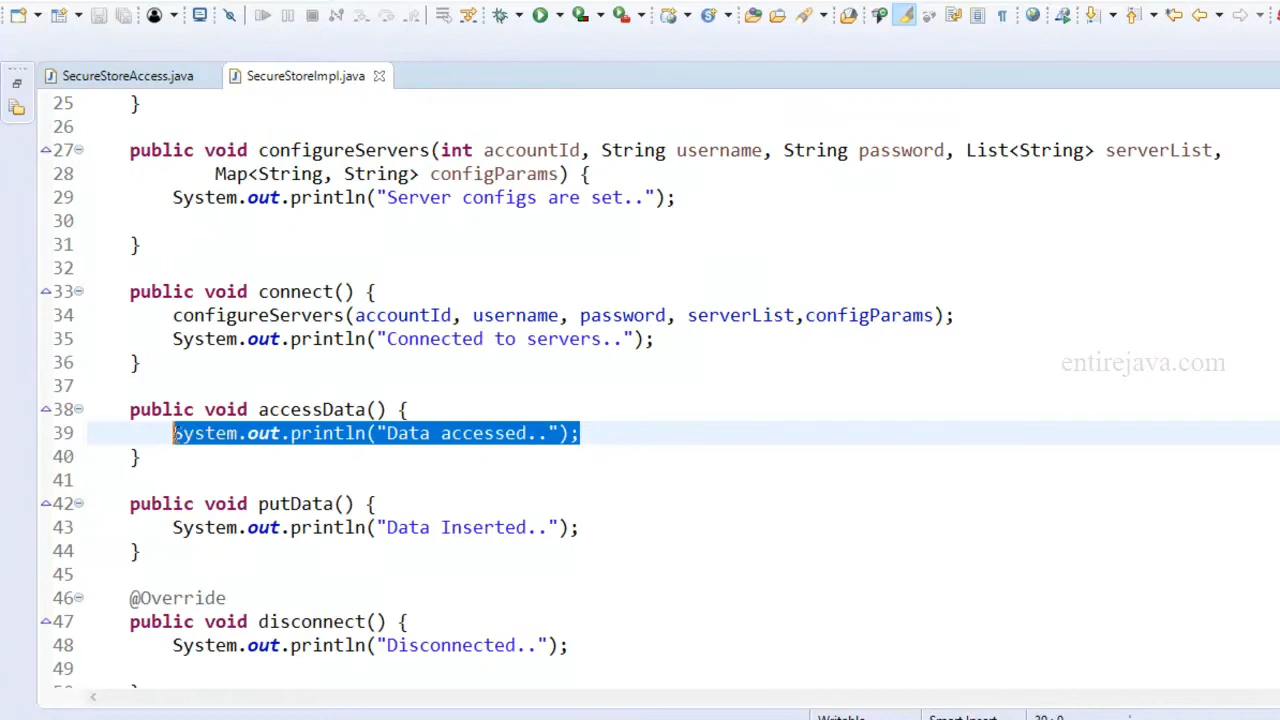 SecureStoreAccess.java
SecureStoreImpl.java
25 }
26
27 public void configureServers(int accountId, String username, String password, List<String> serverList,
28 Map<String, String> configParams) {
29 System.out.println("Server configs are set..");
30
31 }
32
33 public void connect() {
34 configureServers(accountId, username, password, serverList,configParams);
35 System.out.println("Connected to servers..");
36 }
entirejava.com
37
38 public void accessData() {
39 System.out.println("Data accessed..");
40 }
41
42 public void putData() {
43 System.out.println("Data Inserted..");
44 }
45
46 @Override
47 public void disconnect() {
48 System.out.println("Disconnected..");
49